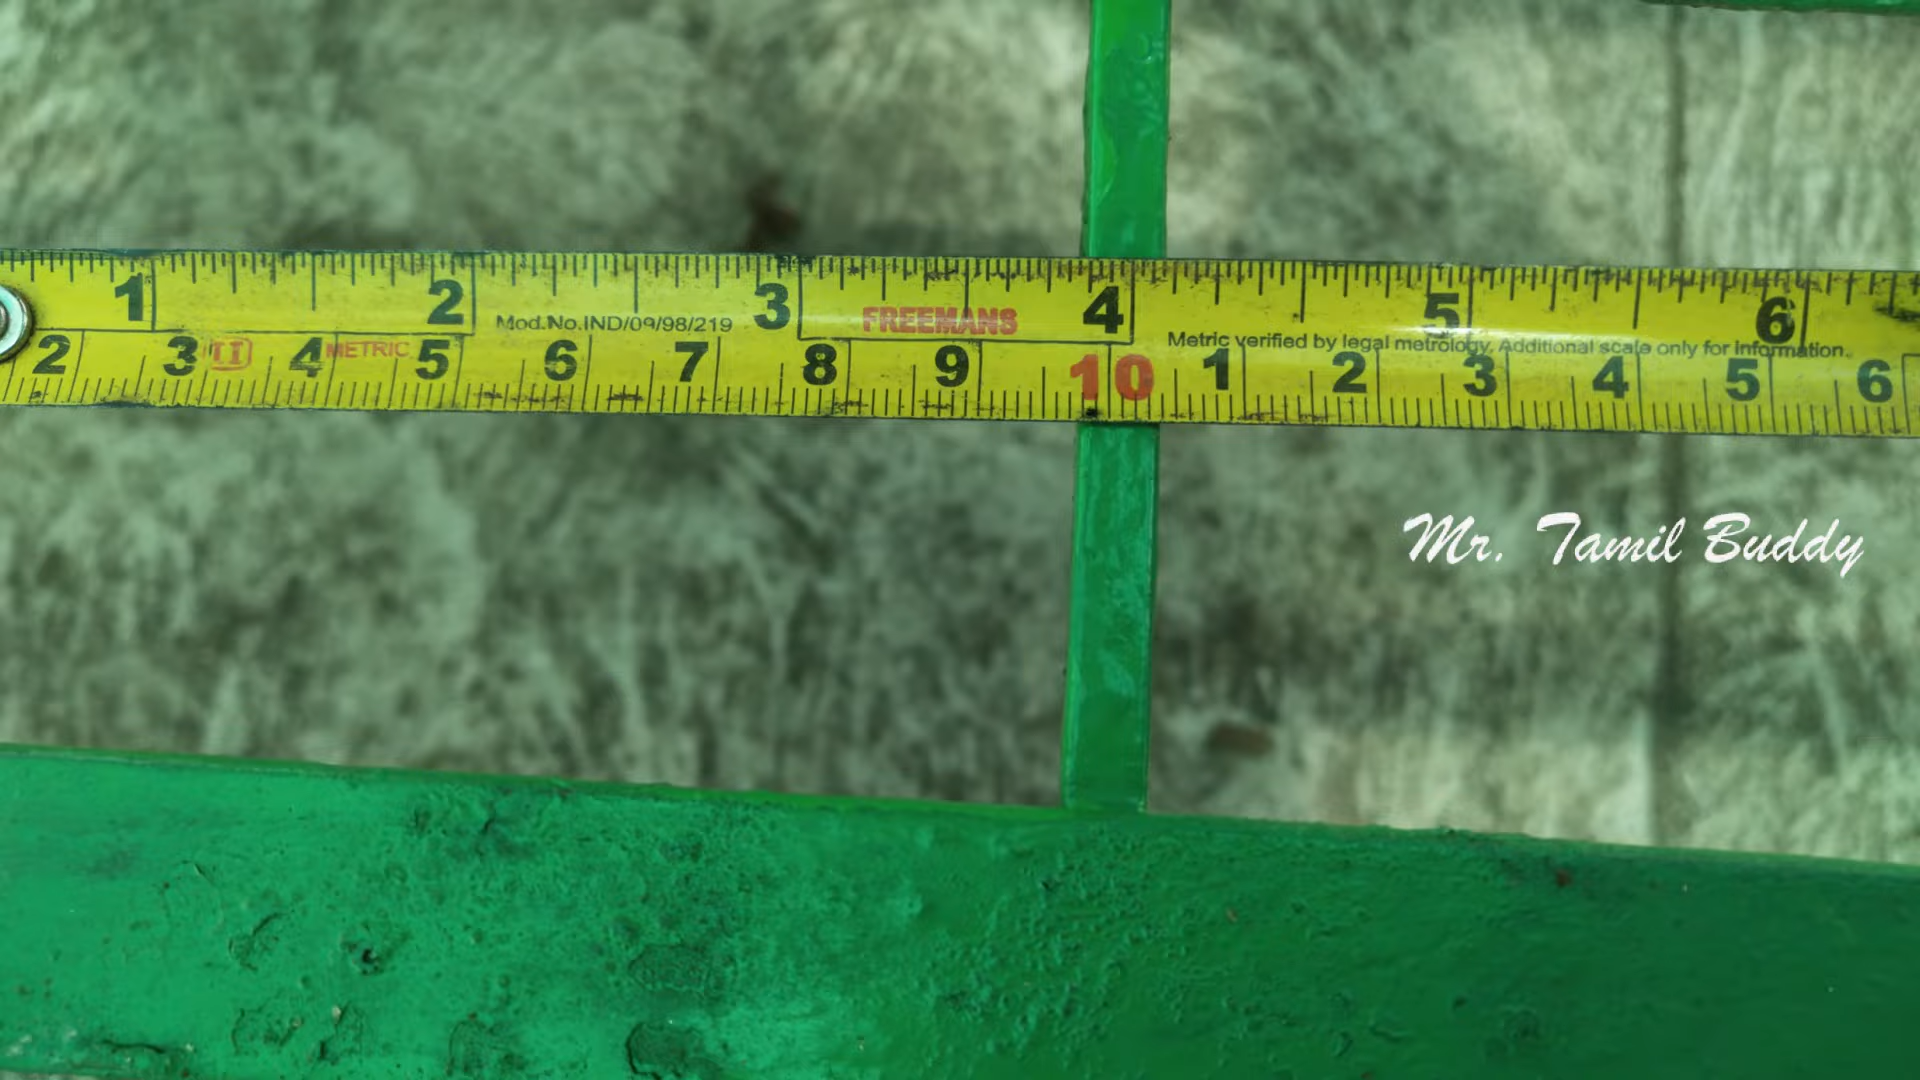 1 2 3 4 5 6
Mod.No.IND/09/98/219 FREEMANS Metric verified by legal metrology. Additional scale only for information.
2 3 II 4 METRIC 5 6 7 8 9 10 1 2 3 4 5 6
Mr. Tamil Buddy